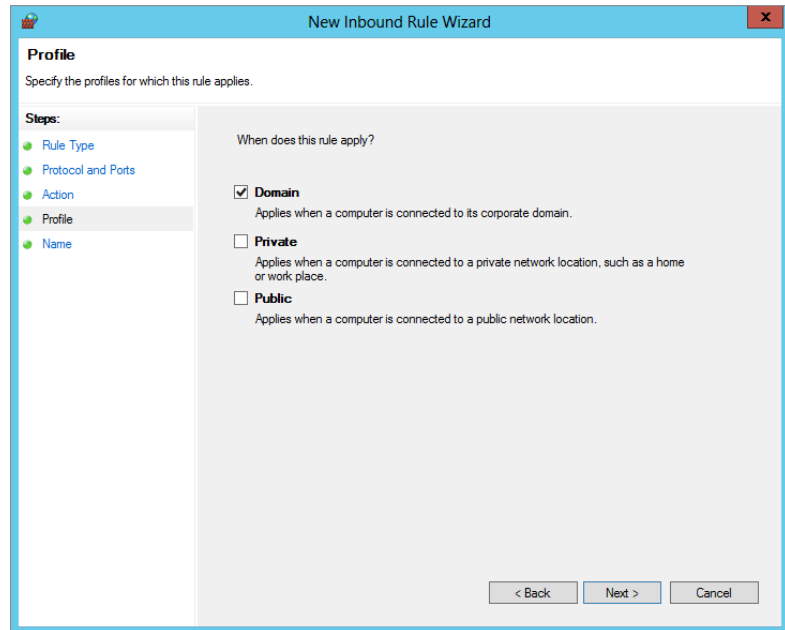 New Inbound Rule Wizard
x
Profile
Specify the profiles for which this rule applies.
Steps:
Rule Type
Protocol and Ports
Action
Profile
Name
When does this rule apply?
Domain
Applies when a computer is connected to its corporate domain.
Private
Applies when a computer is connected to a private network location, such as a home
or work place.
Public
Applies when a computer is connected to a public network location.
< Back
Next >
Cancel